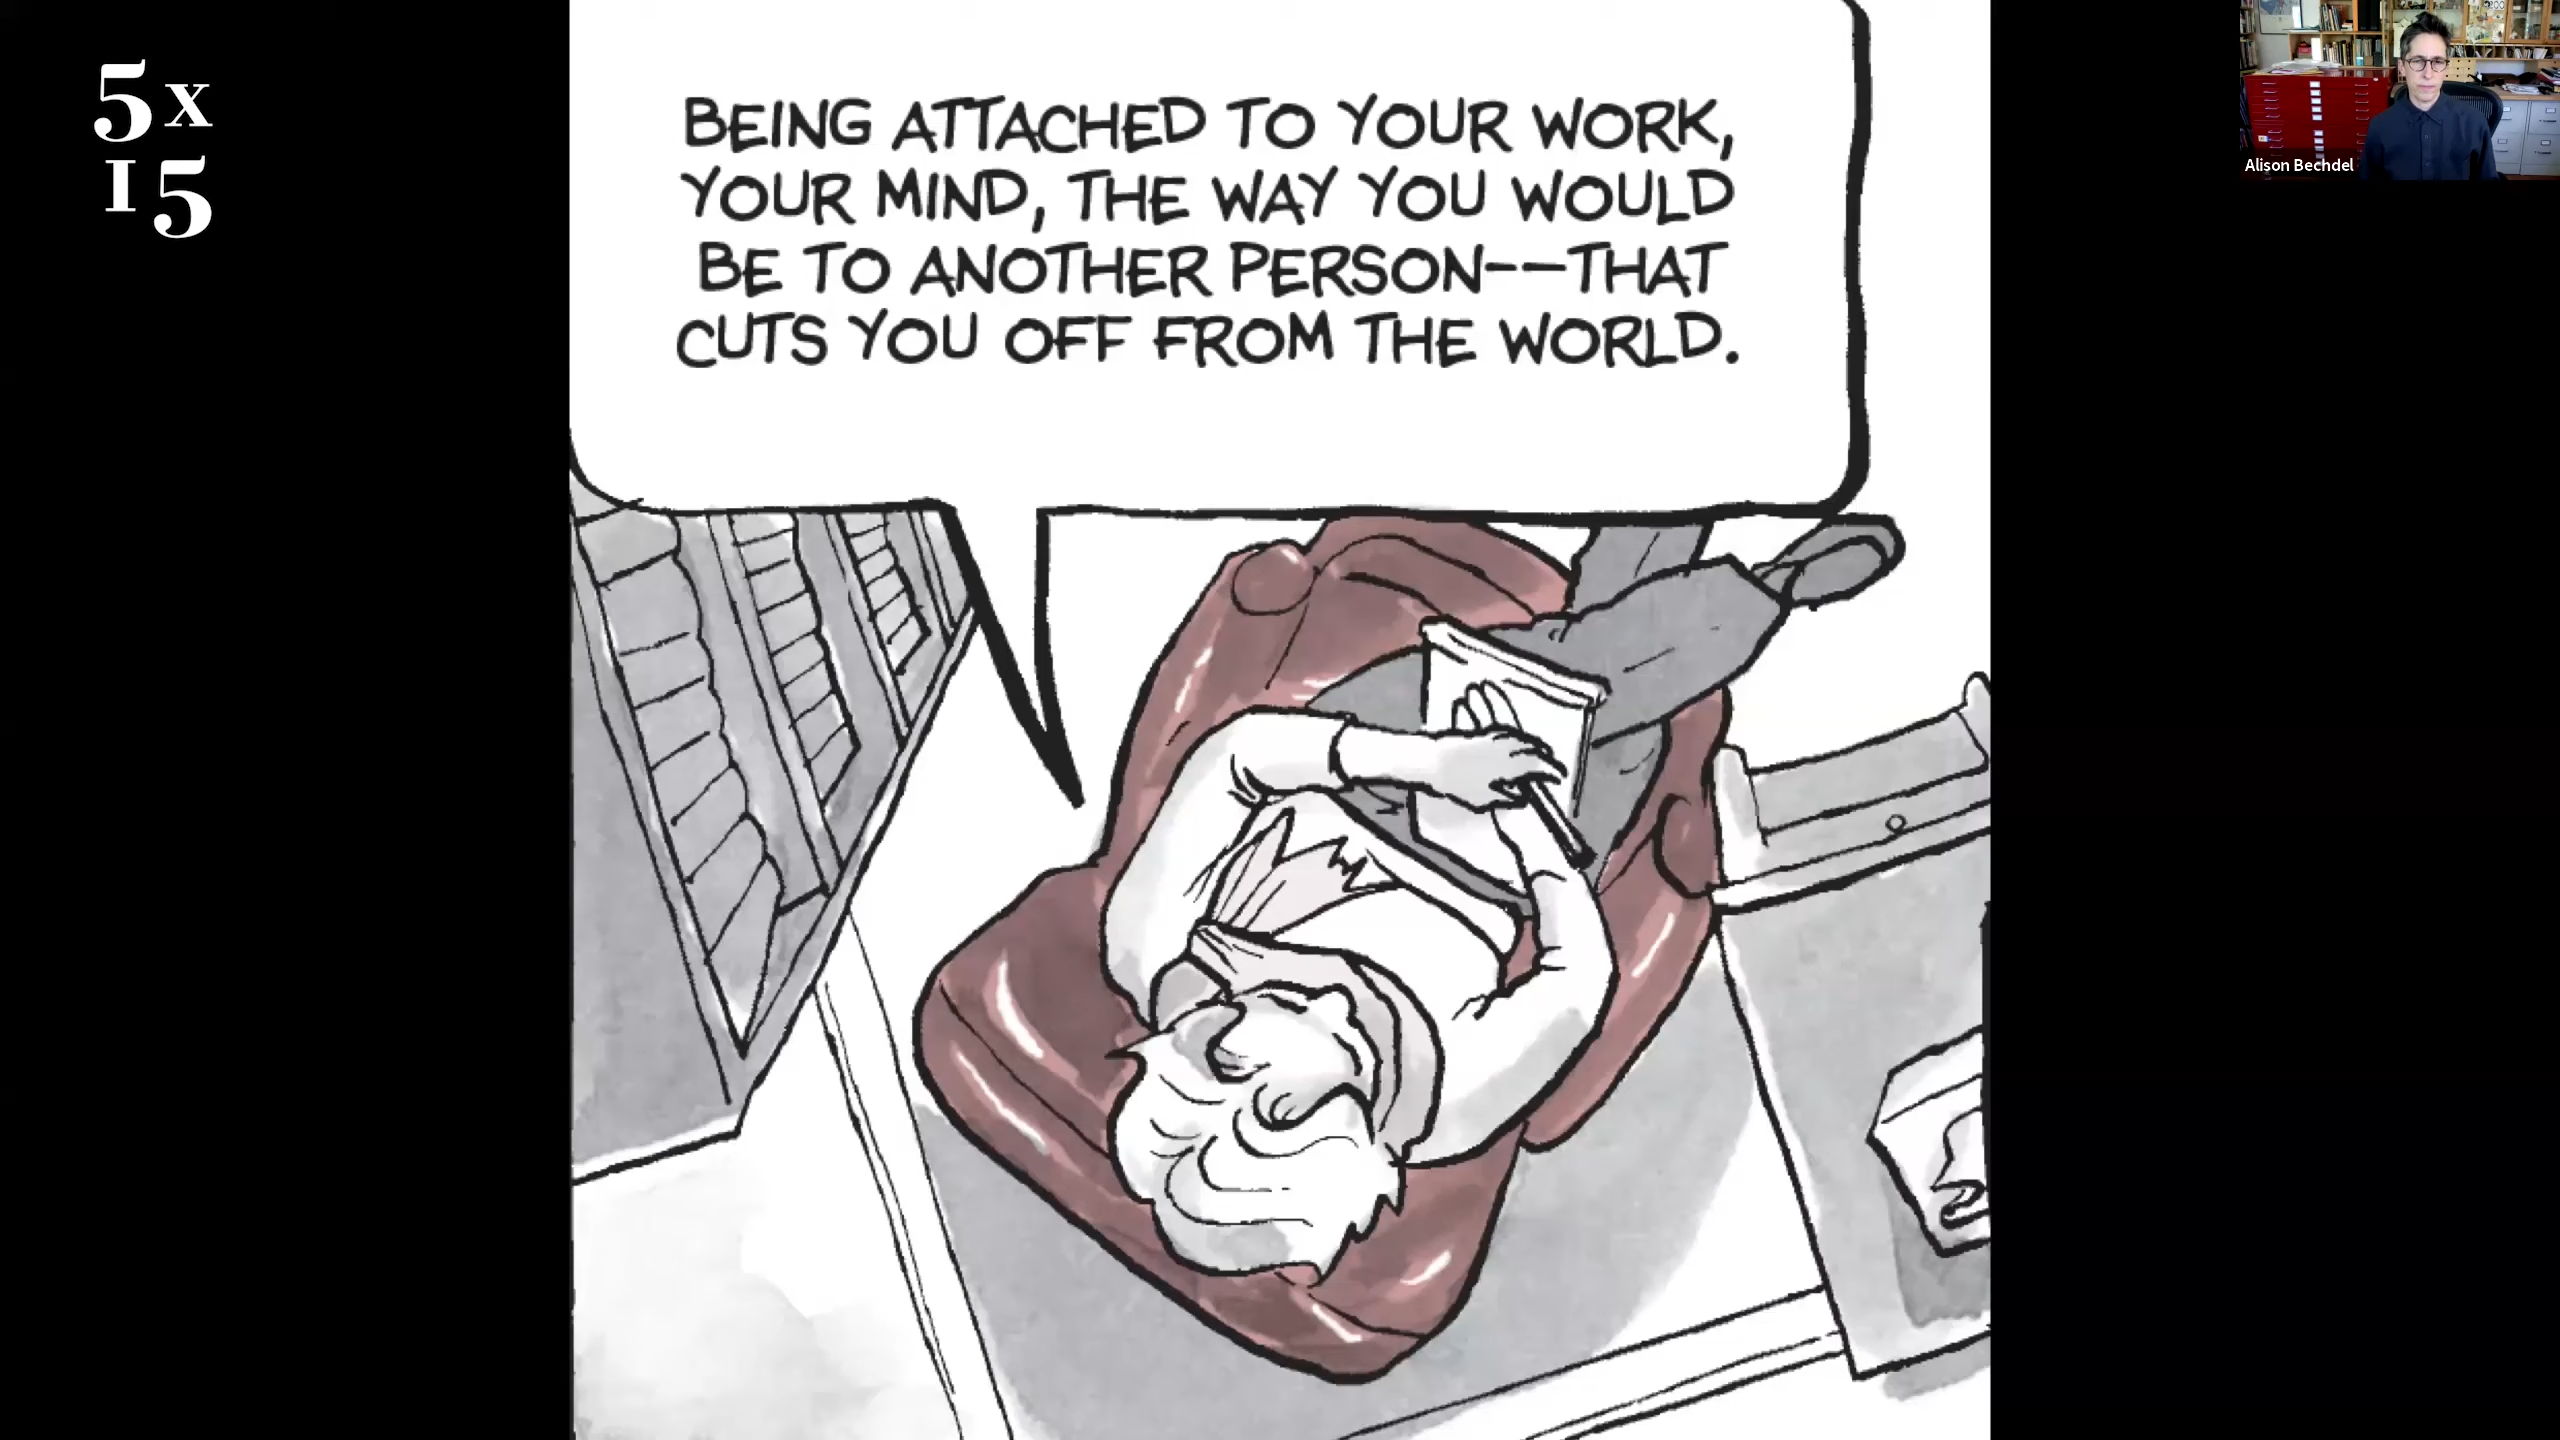 5 x
15
BEING ATTACHED TO YOUR WORK,
YOUR MIND, THE WAY YOU WOULD
BE TO ANOTHER PERSON--THAT
CUTS YOU OFF FROM THE WORLD.
Alison Bechdel